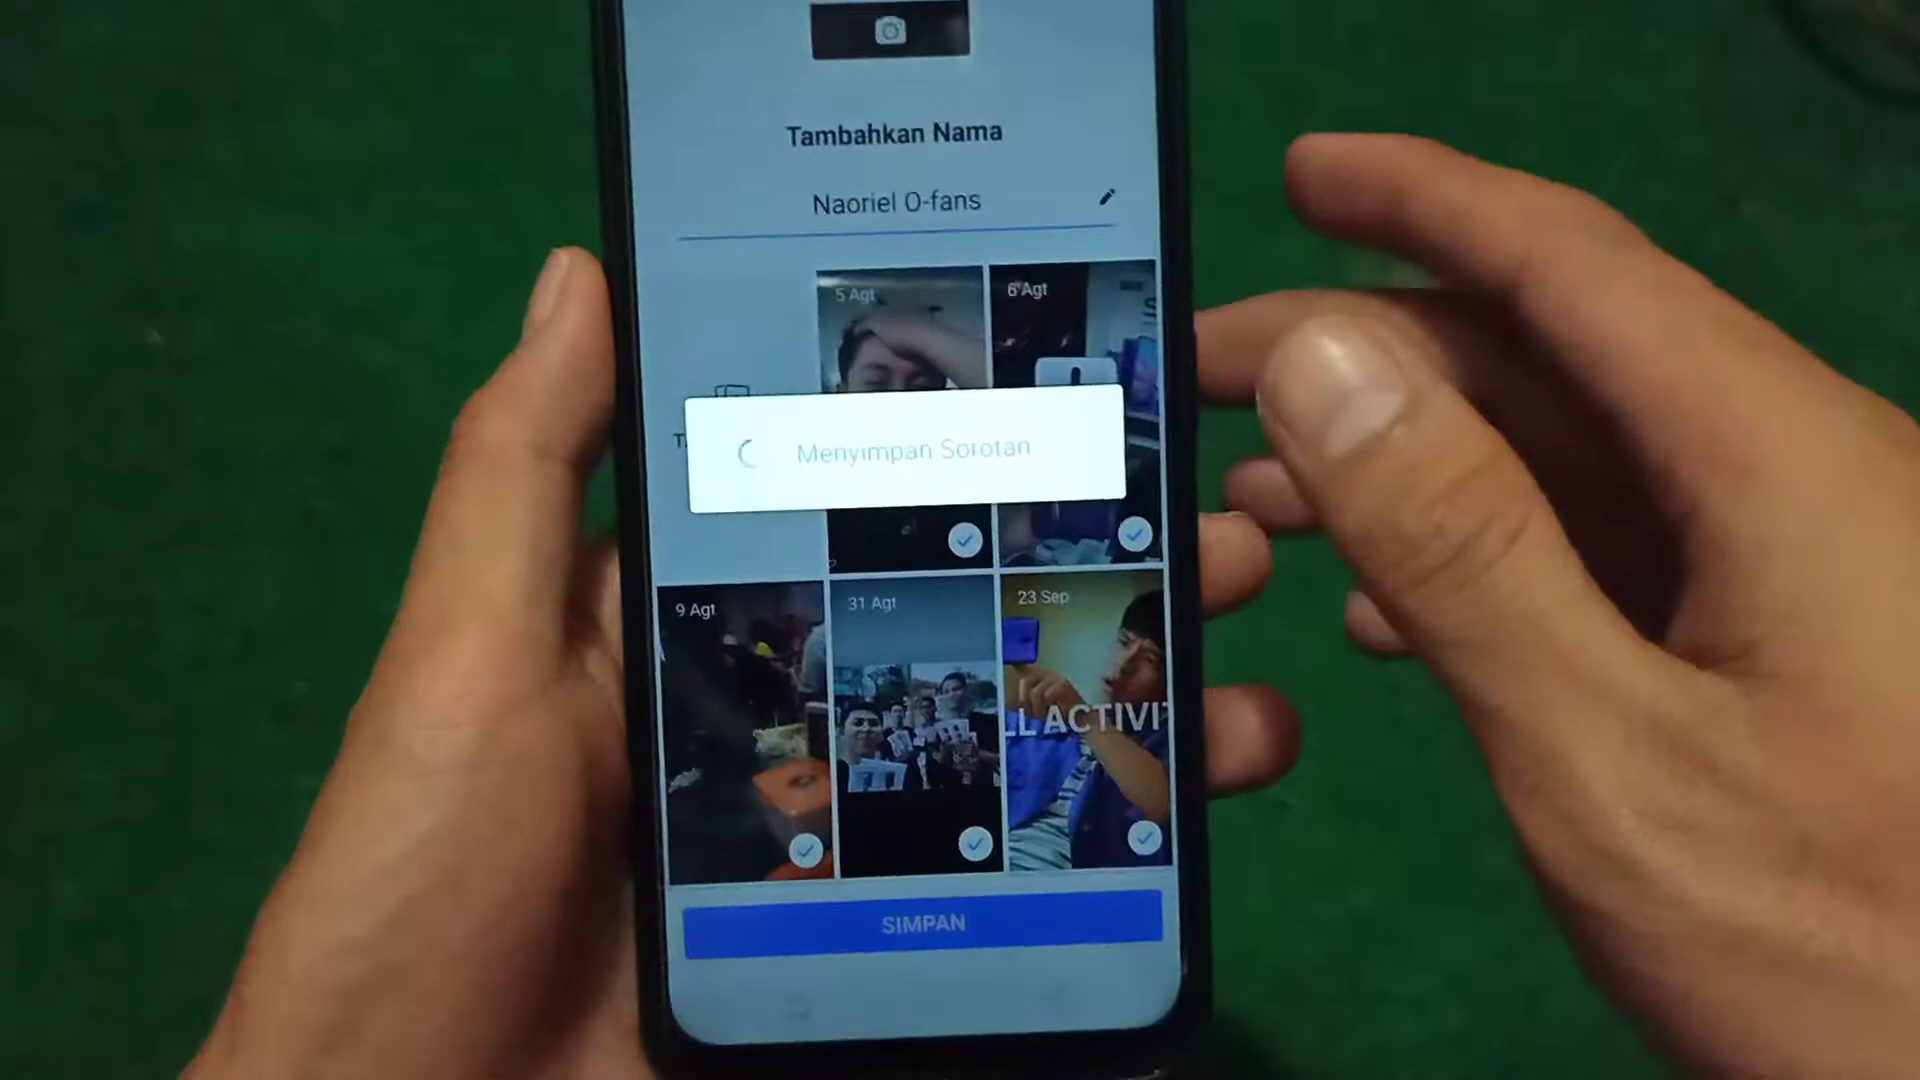 Tambahkan Nama
Naoriel O-fans
5 Agt
6 Agt
Menyimpan Sorotan
9 Agt
31 Agt
23 Sep
LL ACTIVI
SIMPAN